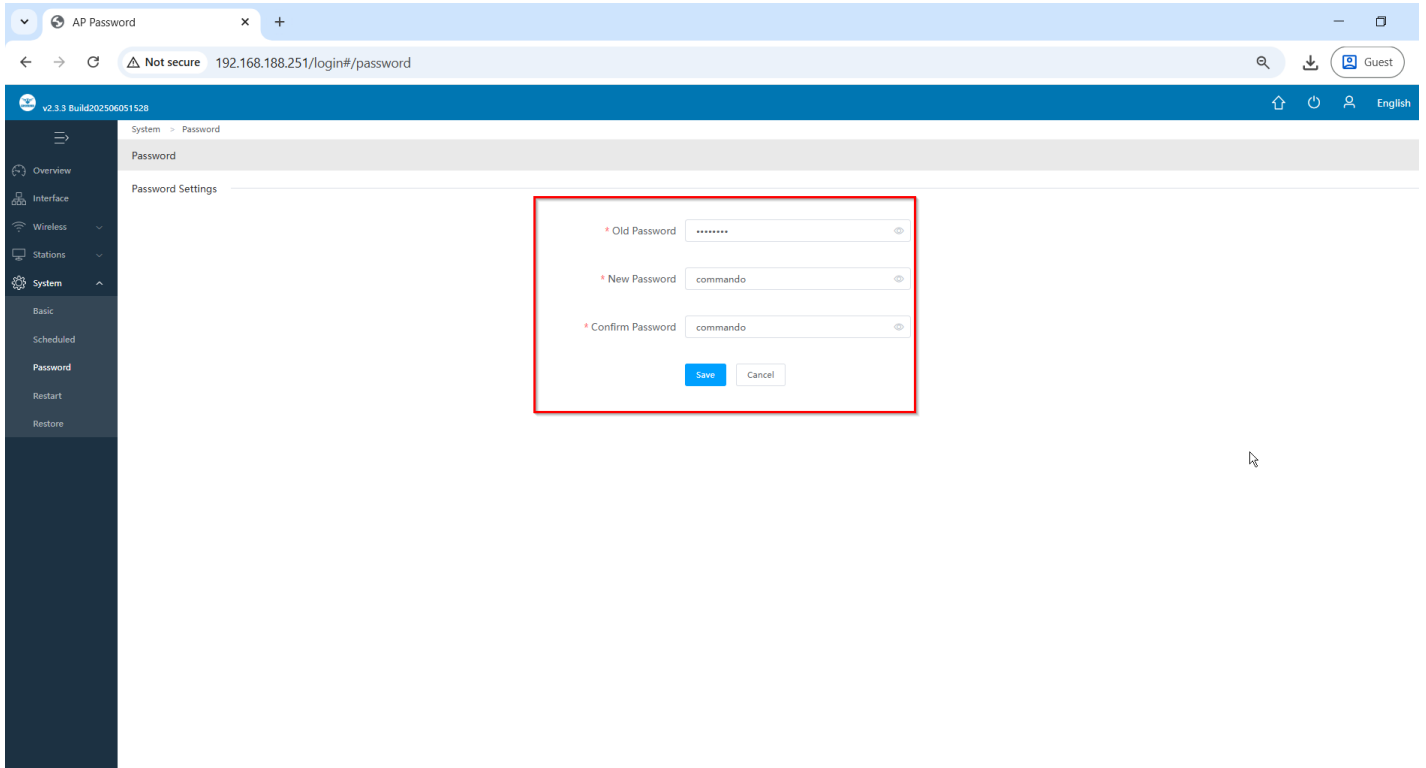 AP Password
Not secure 192.168.188.251/login#/password
Guest
v2.3.3 Build202506051528
English
System > Password
Password
Password Settings
Overview
Interface
Wireless
Stations
System
Basic
Scheduled
Password
Restart
Restore
* Old Password ••••••••
* New Password commando
* Confirm Password commando
Save Cancel